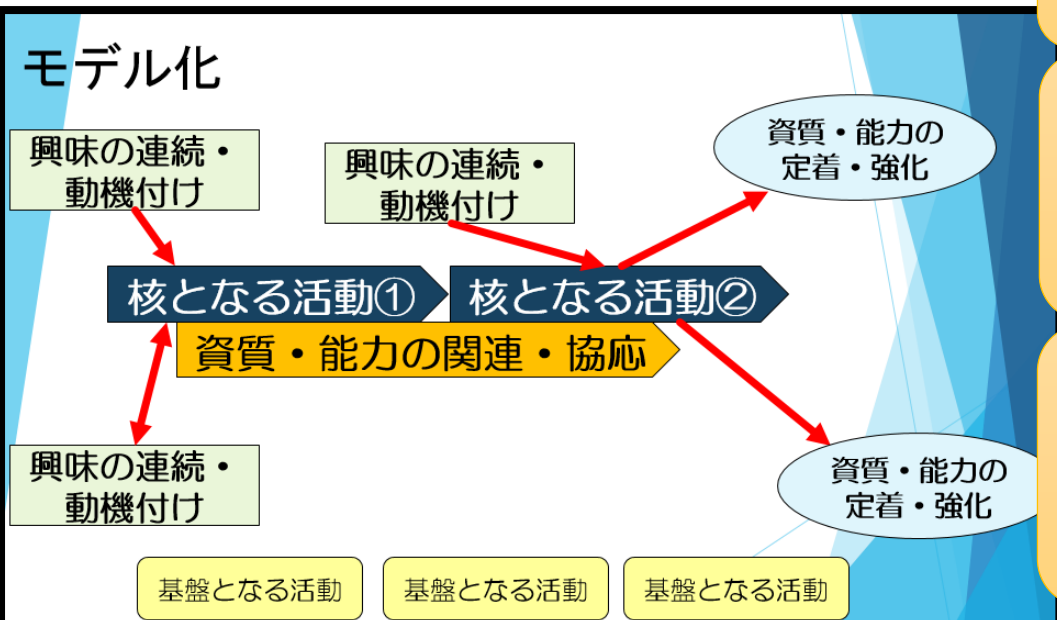 モデル化
興味の連続・
動機付け
興味の連続・
動機付け
資質・能力の
定着・強化
核となる活動①
核となる活動②
資質・能力の関連・協応
興味の連続・
動機付け
資質・能力の
定着・強化
基盤となる活動
基盤となる活動
基盤となる活動